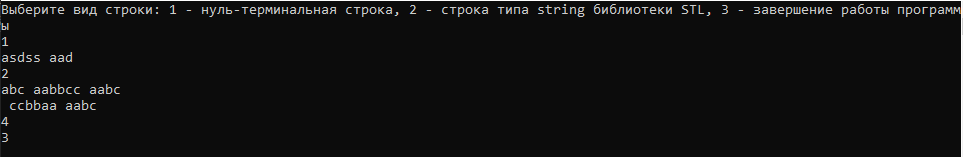 Выберите вид строки: 1 - нуль-терминальная строка, 2 - строка типа string библиотеки STL, 3 - завершение работы программ
ы
1
asdss aad
2
abc aabbcc aabc
 ccbbaa aabc
4
3